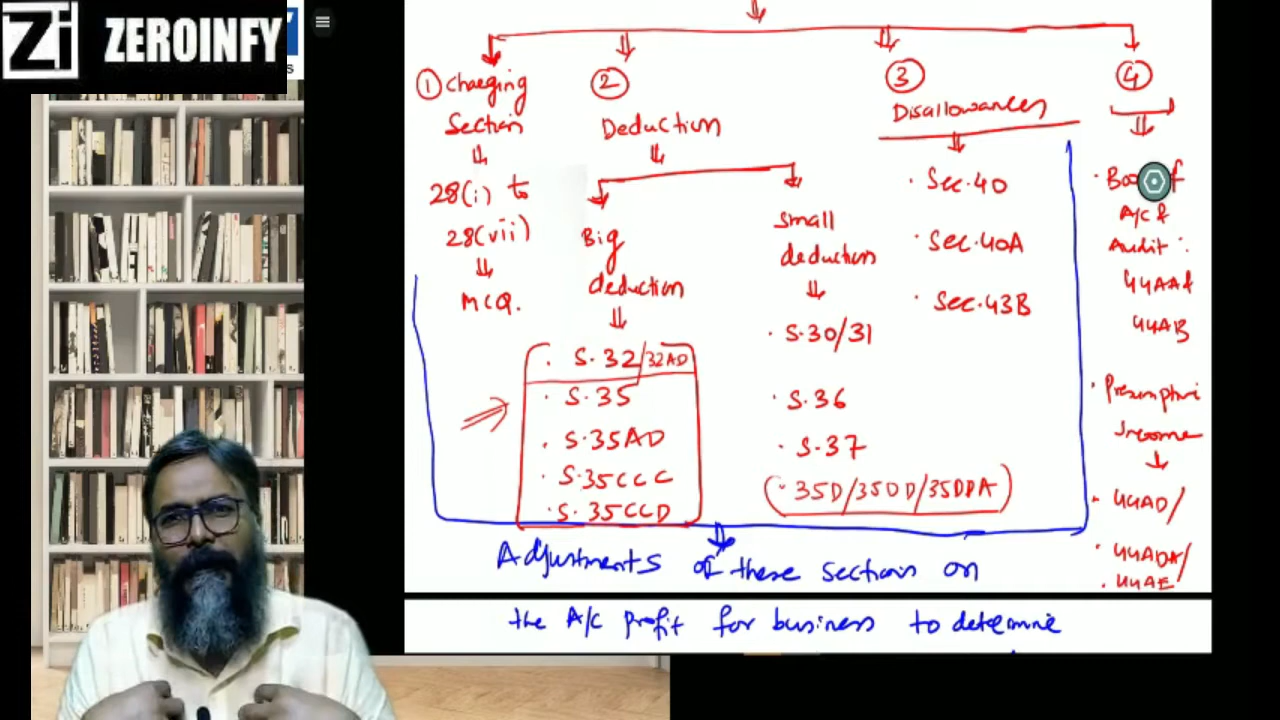 Zi ZEROINFY
s
① Charging
Section
28(i) to
28(vii)
MCQ.
②
Deduction
Big
deduction
· S.32/32AD
· S.35
· S.35AD
· S.35CCC
· S.35CCD
Small
deduction
· S.30/31
· S.36
· S.37
(· 35D/35DD/35DDA)
③
Disallowances
· Sec.40
· Sec.40A
· Sec.43B
④
A/C &
Audit :
44AA &
44AB
· Presumptive
Income
· 44AD/
· 44ADA/
· 44AE
Adjustments of these sections on
the A/C profit for business to determine